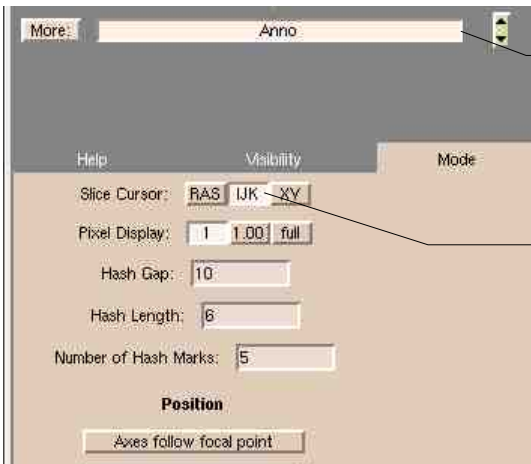 More: Anno
Help Visibility Mode
Slice Cursor: RAS IJK XY
Pixel Display: 1 1.00 full
Hash Gap: 10
Hash Length: 6
Number of Hash Marks: 5
Position
Axes follow focal point